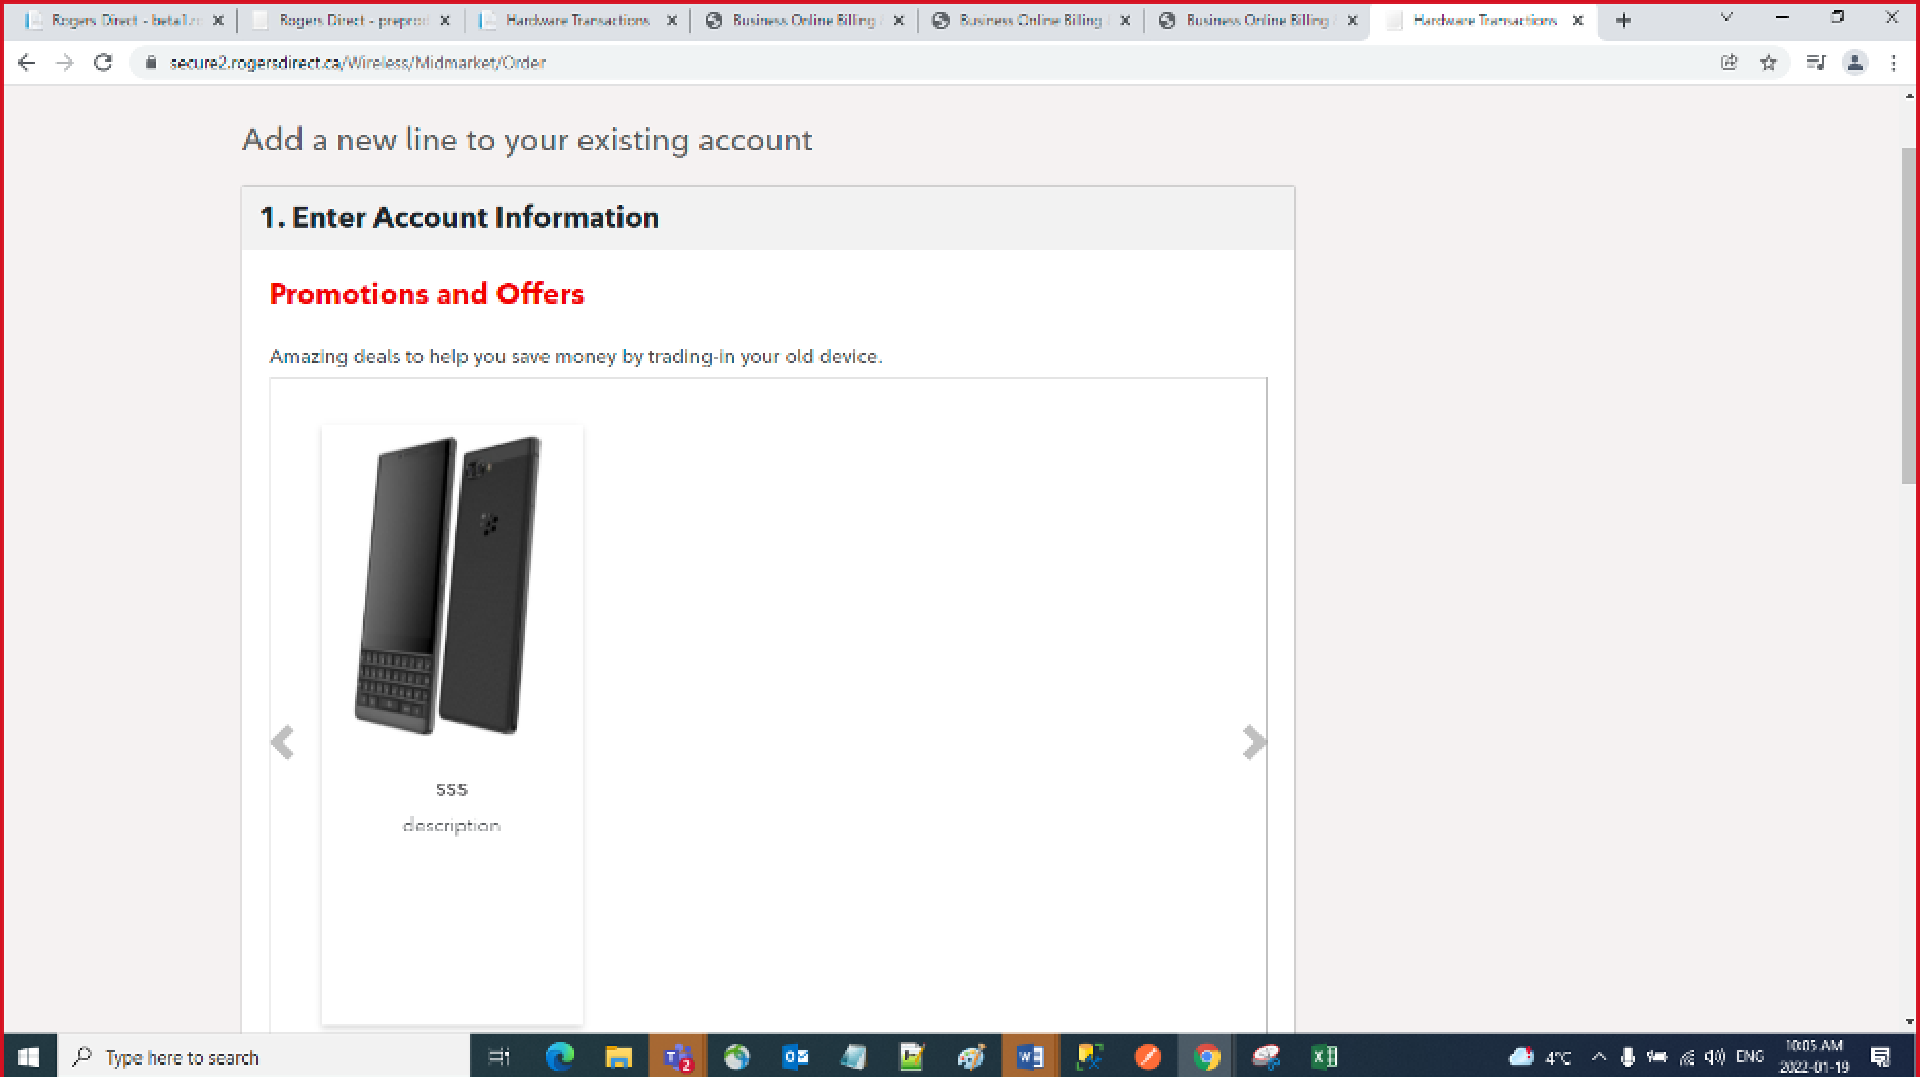 Rogers Direct - beta1.r
Rogers Direct - preprod
Hardware Transactions
Business Online Billing
Business Online Billing
Business Online Billing
Hardware Transactions
secure2.rogersdirect.ca/Wireless/Midmarket/Order
Add a new line to your existing account
1. Enter Account Information
Promotions and Offers
Amazing deals to help you save money by trading-in your old device.
sss
description
Type here to search
2
4°C
ENG
10:05 AM
2022-01-19